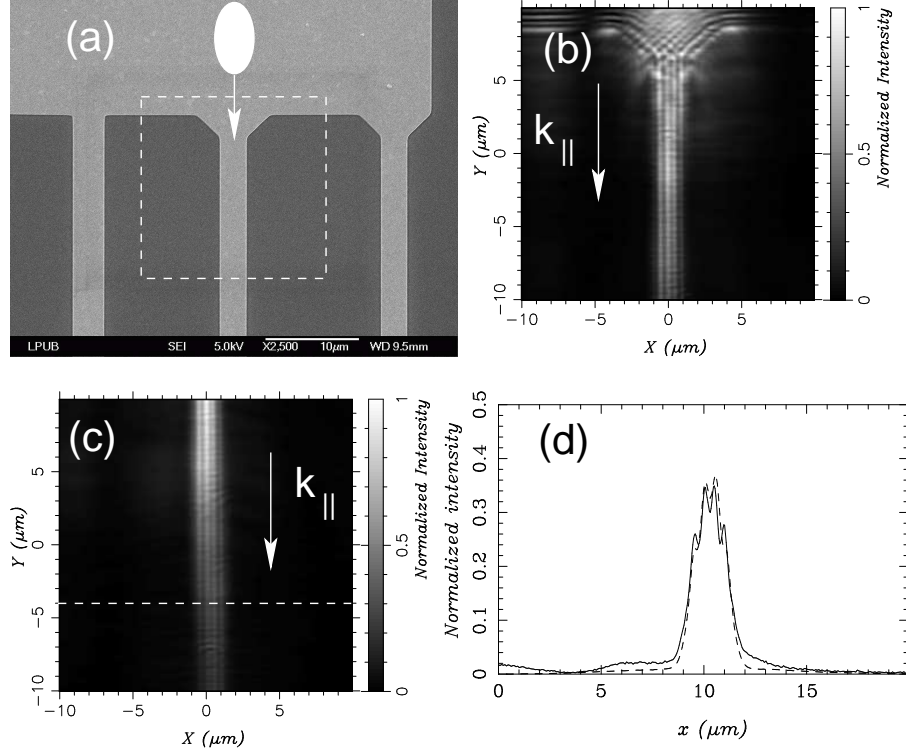 (a)
LPUB SEI 5.0kV X2,500 10μm WD 9.5mm
(b)
k||
Y (μm)
5
0
−5
−10
−10 −5 0 5
X (μm)
1
0.5
0
Normalized Intensity
(c)
k||
Y (μm)
5
0
−5
−10
−10 −5 0 5
X (μm)
1
0.5
0
Normalized Intensity
(d)
Normalized intensity
0.5
0.4
0.3
0.2
0.1
0
0 5 10 15
x (μm)